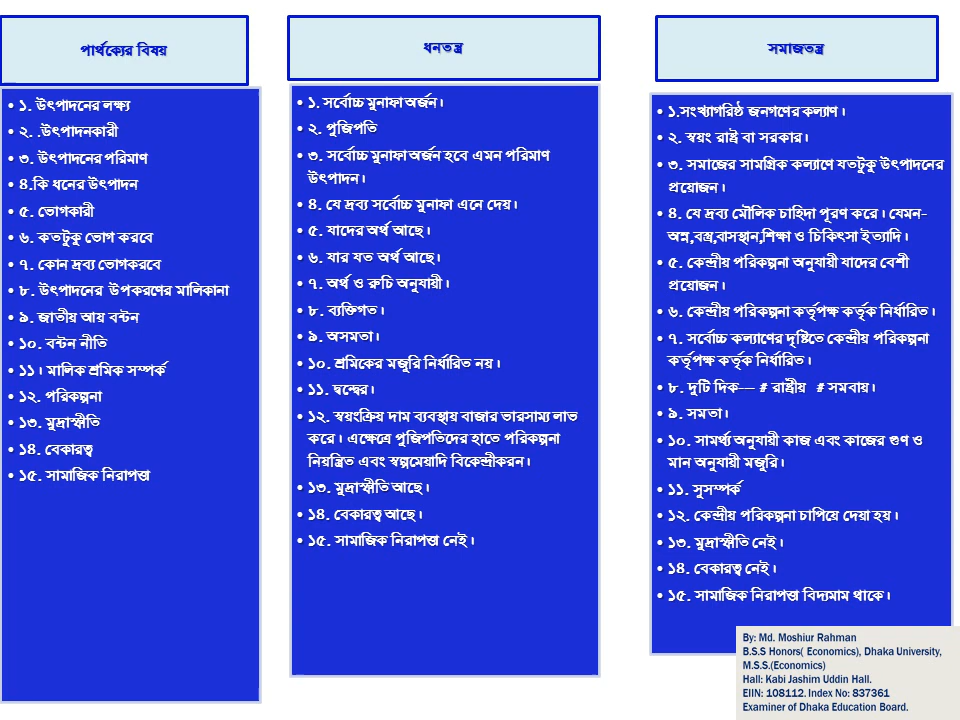 পার্থক্যের বিষয়
• ১. উৎপাদনের লক্ষ্য
• ২. .উৎপাদনকারী
• ৩. উৎপাদনের পরিমাণ
• ৪.কি ধনের উৎপাদন
• ৫. ভোগকারী
• ৬. কতটুকু ভোগ করবে
• ৭. কোন দ্রব্য ভোগকরবে
• ৮. উৎপাদনের উপকরণের মালিকানা
• ৯. জাতীয় আয় বন্টন
• ১০. বন্টন নীতি
• ১১। মালিক শ্রমিক সম্পর্ক
• ১২. পরিকল্পনা
• ১৩. মুদ্রাস্ফীতি
• ১৪. বেকারত্ব
• ১৫. সামাজিক নিরাপত্তা
ধনতন্ত্র
• ১. সর্বোচ্চ মুনাফা অর্জন।
• ২. পুজিপতি
• ৩. সর্বোচ্চ মুনাফা অর্জন হবে এমন পরিমাণ
উৎপাদন।
• ৪. যে দ্রব্য সর্বোচ্চ মুনাফা এনে দেয়।
• ৫. যাদের অর্থ আছে।
• ৬. যার যত অর্থ আছে।
• ৭. অর্থ ও রুচি অনুযায়ী।
• ৮. ব্যক্তিগত।
• ৯. অসমতা।
• ১০. শ্রমিকের মজুরি নির্ধারিত নয়।
• ১১. দ্বন্দ্বের।
• ১২. স্বয়ংক্রিয় দাম ব্যবস্থায় বাজার ভারসাম্য লাভ
করে। এক্ষেত্রে পুজিপতিদের হাতে পরিকল্পনা
নিয়ন্ত্রিত এবং স্বল্পমেয়াদি বিকেন্দ্রীকরন।
• ১৩. মুদ্রাস্ফীতি আছে।
• ১৪. বেকারত্ব আছে।
• ১৫. সামাজিক নিরাপত্তা নেই।
সমাজতন্ত্র
• ১.সংখ্যাগরিষ্ঠ জনগণের কল্যাণ।
• ২. স্বয়ং রাষ্ট্র বা সরকার।
• ৩. সমাজের সামগ্রিক কল্যাণে যতটুকু উৎপাদনের
প্রয়োজন।
• ৪. যে দ্রব্য মৌলিক চাহিদা পূরণ করে। যেমন-
অন্ন,বস্ত্র,বাসস্থান,শিক্ষা ও চিকিৎসা ইত্যাদি।
• ৫. কেন্দ্রীয় পরিকল্পনা অনুযায়ী যাদের বেশী
প্রয়োজন।
• ৬. কেন্দ্রীয় পরিকল্পনা কর্তৃপক্ষ কর্তৃক নির্ধারিত।
• ৭. সর্বোচ্চ কল্যাণের দৃষ্টিতে কেন্দ্রীয় পরিকল্পনা
কর্তৃপক্ষ কর্তৃক নির্ধারিত।
• ৮. দুটি দিক–– # রাষ্ট্রীয় # সমবায়।
• ৯. সমতা।
• ১০. সামর্থ্য অনুযায়ী কাজ এবং কাজের গুণ ও
মান অনুযায়ী মজুরি।
• ১১. সুসম্পর্ক
• ১২. কেন্দ্রীয় পরিকল্পনা চাপিয়ে দেয়া হয়।
• ১৩. মুদ্রাস্ফীতি নেই।
• ১৪. বেকারত্ব নেই।
• ১৫. সামাজিক নিরাপত্তা বিদ্যমাম থাকে।
By: Md. Moshiur Rahman
B.S.S Honors( Economics), Dhaka University,
M.S.S.(Economics)
Hall: Kabi Jashim Uddin Hall.
EIIN: 108112. Index No: 837361
Examiner of Dhaka Education Board.